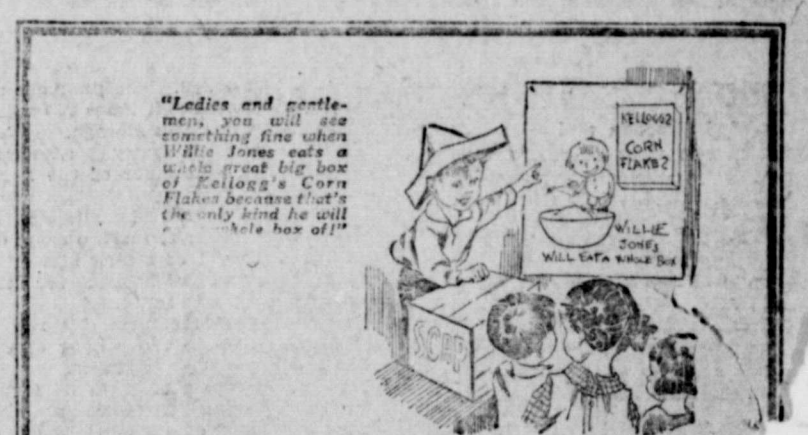 "Ladies and gentle-
men, you will see
something fine when
Willie Jones eats a
whole great big box
of Kellogg's Corn
Flakes because that's
the only kind he will
whole box of!"
KELLOGGS
CORN
FLAKES
WILLIE
JONES
WILL EAT A WHOLE BOX
SOAP